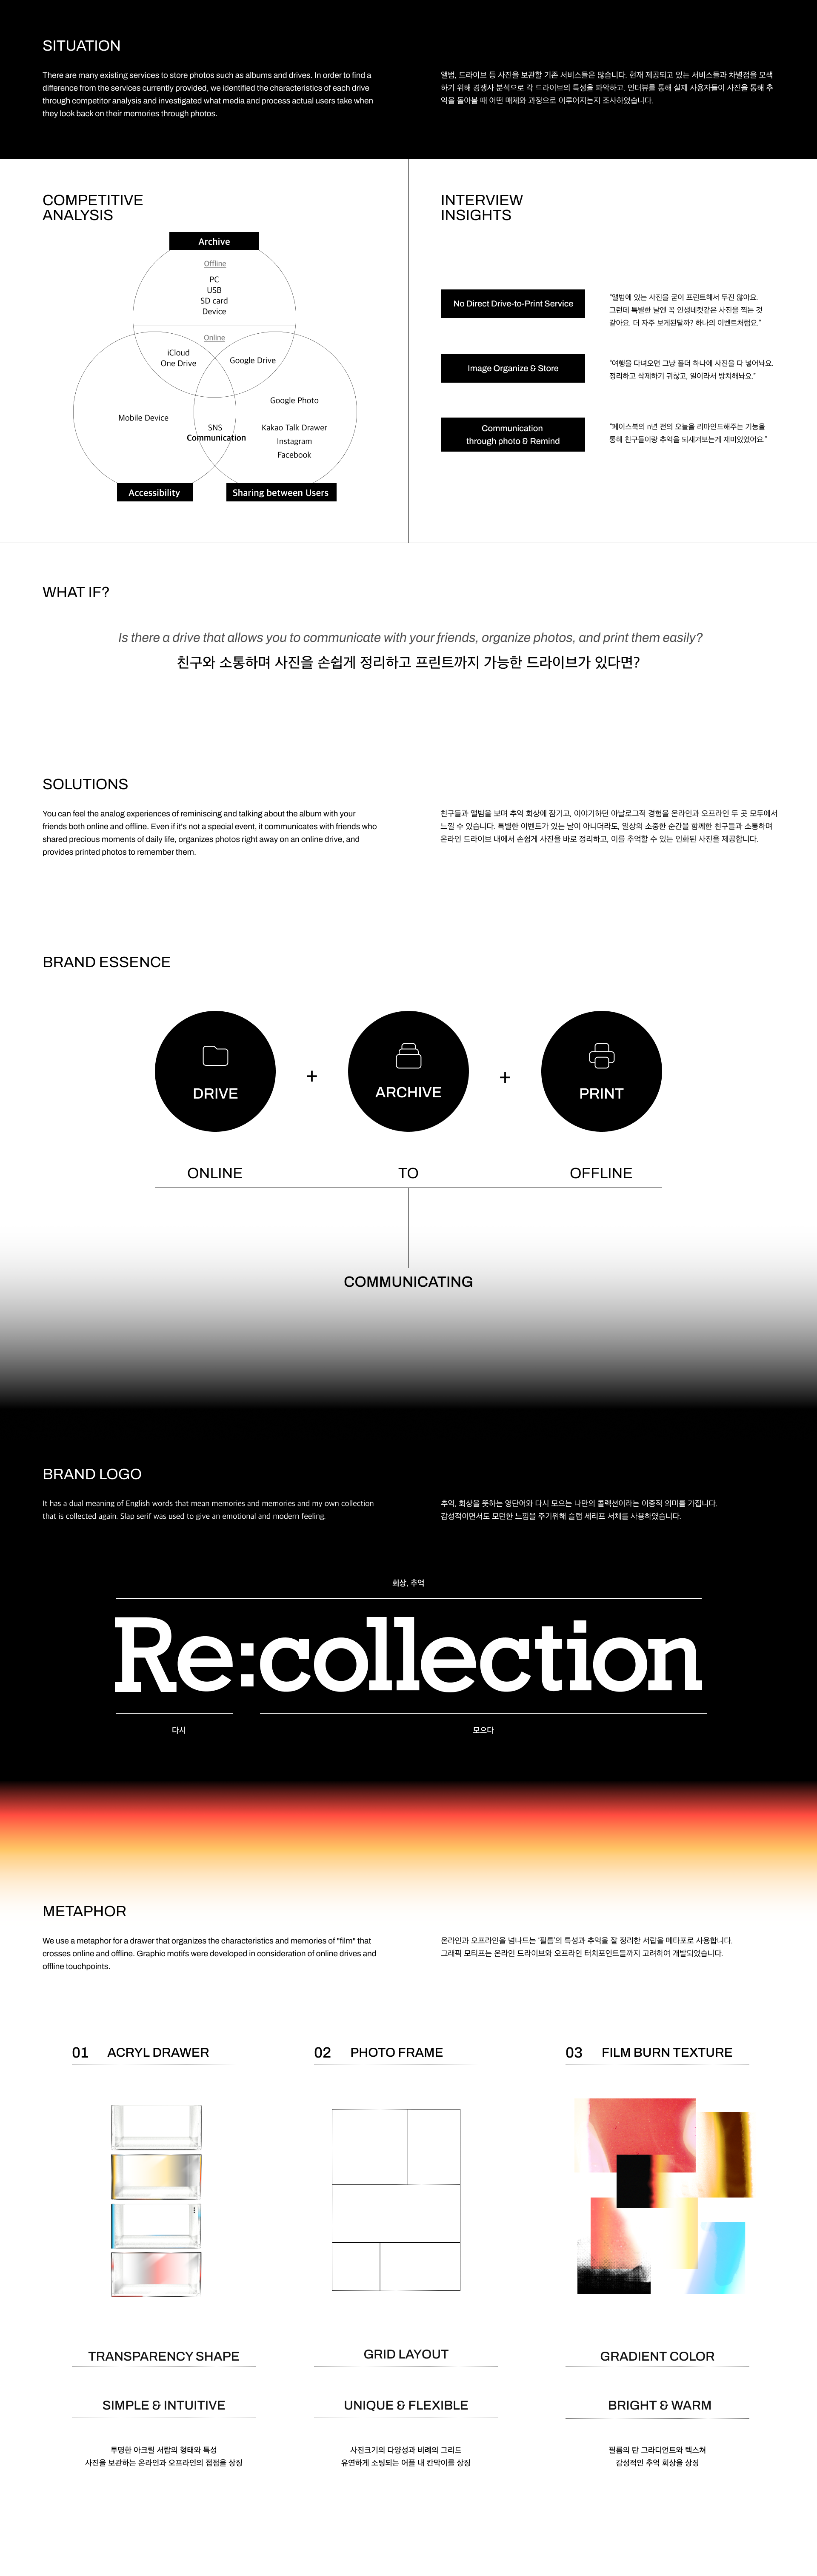 SITUATION
There are many existing services to store photos such as albums and drives. In order to find a
difference from the services currently provided, we identified the characteristics of each drive
through competitor analysis and investigated what media and process actual users take when
they look back on their memories through photos.
앨범, 드라이브 등 사진을 보관할 기존 서비스들은 많습니다. 현재 제공되고 있는 서비스들과 차별점을 모색
하기 위해 경쟁사 분석으로 각 드라이브의 특성을 파악하고, 인터뷰를 통해 실제 사용자들이 사진을 통해 추
억을 돌아볼 때 어떤 매체와 과정으로 이루어지는지 조사하였습니다.
COMPETITIVE
ANALYSIS
Archive
Offline
PC
USB
SD card
Device
Online
iCloud
One Drive
Google Drive
Google Photo
Mobile Device
SNS
Communication
Kakao Talk Drawer
Instagram
Facebook
Accessibility
Sharing between Users
INTERVIEW
INSIGHTS
No Direct Drive-to-Print Service
"앨범에 있는 사진을 굳이 프린트해서 두진 않아요.
그런데 특별한 날엔 꼭 인생네컷같은 사진을 찍는 것
같아요. 더 자주 보게된달까? 하나의 이벤트처럼요."
Image Organize & Store
"여행을 다녀오면 그냥 폴더 하나에 사진을 다 넣어놔요.
정리하고 삭제하기 귀찮고, 일이라서 방치해놔요."
Communication
through photo & Remind
"페이스북의 n년 전의 오늘을 리마인드해주는 기능을
통해 친구들이랑 추억을 되새겨보는게 재미있었어요."
WHAT IF?
Is there a drive that allows you to communicate with your friends, organize photos, and print them easily?
친구와 소통하며 사진을 손쉽게 정리하고 프린트까지 가능한 드라이브가 있다면?
SOLUTIONS
You can feel the analog experiences of reminiscing and talking about the album with your
friends both online and offline. Even if it's not a special event, it communicates with friends who
shared precious moments of daily life, organizes photos right away on an online drive, and
provides printed photos to remember them.
친구들과 앨범을 보며 추억 회상에 잠기고, 이야기하던 아날로그적 경험을 온라인과 오프라인 두 곳 모두에서
느낄 수 있습니다. 특별한 이벤트가 있는 날이 아니더라도, 일상의 소중한 순간을 함께한 친구들과 소통하며
온라인 드라이브 내에서 손쉽게 사진을 바로 정리하고, 이를 추억할 수 있는 인화된 사진을 제공합니다.
BRAND ESSENCE
DRIVE
+
ARCHIVE
+
PRINT
ONLINE
TO
OFFLINE
COMMUNICATING
BRAND LOGO
It has a dual meaning of English words that mean memories and memories and my own collection
that is collected again. Slap serif was used to give an emotional and modern feeling.
추억, 회상을 뜻하는 영단어와 다시 모으는 나만의 콜렉션이라는 이중적 의미를 가집니다.
감성적이면서도 모던한 느낌을 주기위해 슬랩 세리프 서체를 사용하였습니다.
회상, 추억
Re:collection
다시
모으다
METAPHOR
We use a metaphor for a drawer that organizes the characteristics and memories of "film" that
crosses online and offline. Graphic motifs were developed in consideration of online drives and
offline touchpoints.
온라인과 오프라인을 넘나드는 '필름'의 특성과 추억을 잘 정리한 서랍을 메타포로 사용합니다.
그래픽 모티프는 온라인 드라이브와 오프라인 터치포인트들까지 고려하여 개발되었습니다.
01 ACRYL DRAWER
02 PHOTO FRAME
03 FILM BURN TEXTURE
TRANSPARENCY SHAPE
GRID LAYOUT
GRADIENT COLOR
SIMPLE & INTUITIVE
UNIQUE & FLEXIBLE
BRIGHT & WARM
투명한 아크릴 서랍의 형태와 특성
사진을 보관하는 온라인과 오프라인의 접점을 상징
사진크기의 다양성과 비례의 그리드
유연하게 소팅되는 어플 내 칸막이를 상징
필름의 탄 그라디언트와 텍스쳐
감성적인 추억 회상을 상징